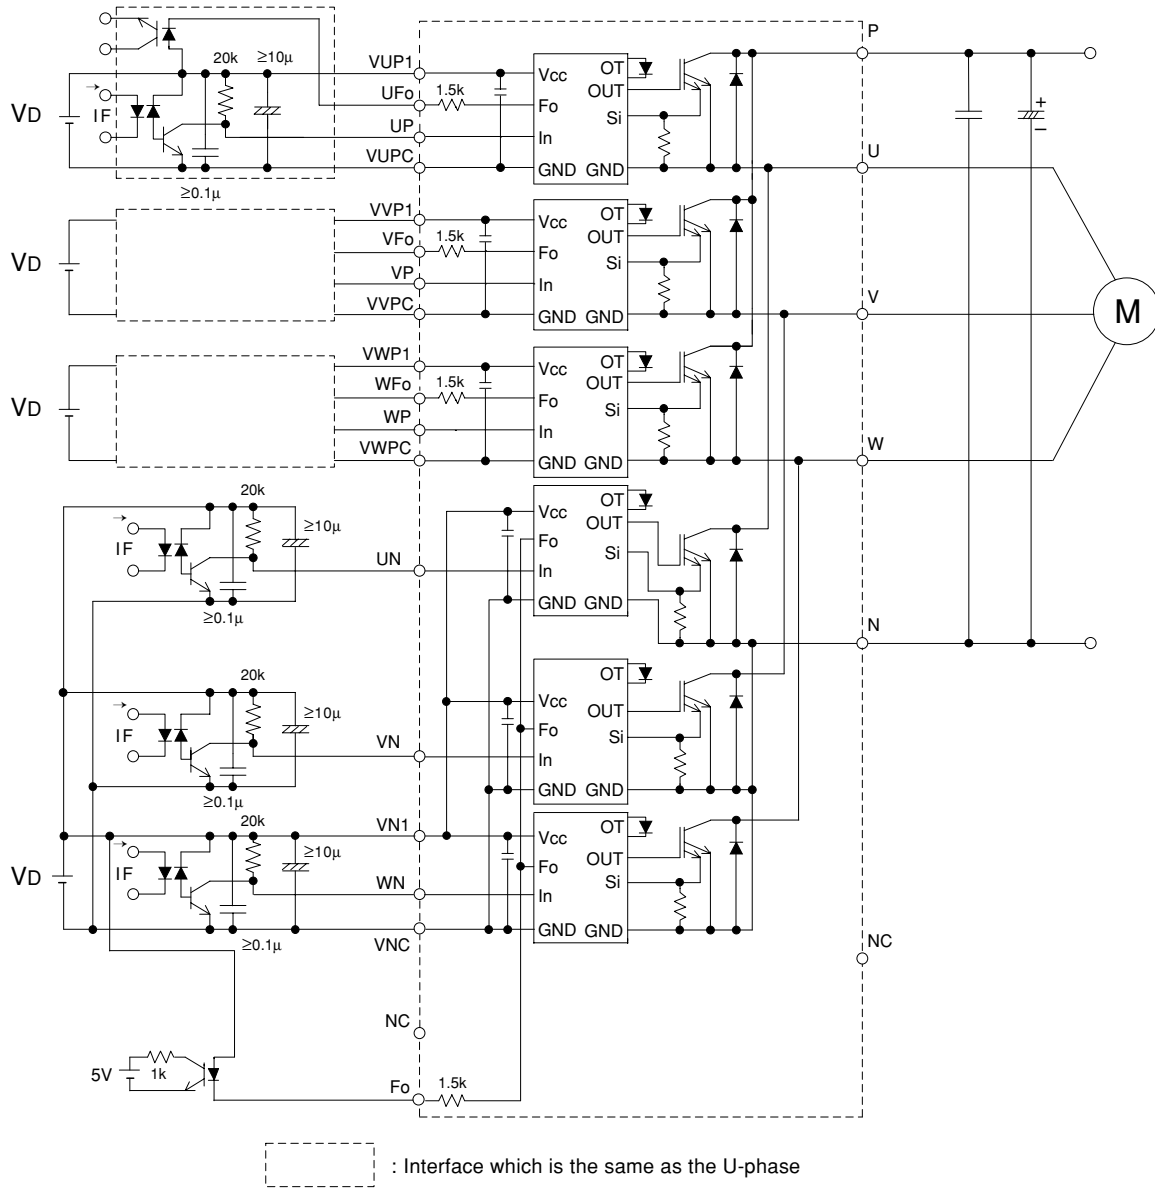 P
20k
≥10µ
VUP1
Vcc
OT
OUT
Fo
Si
In
GND
GND
UFo
1.5k
UP
VUPC
U
VD
→
IF
≥0.1µ
+
–
VVP1
VFo
1.5k
VP
VVPC
Vcc
OT
OUT
Fo
Si
In
GND
GND
V
VD
M
VWP1
WFo
1.5k
WP
VWPC
Vcc
OT
OUT
Fo
Si
In
GND
GND
W
VD
20k
≥10µ
→
IF
≥0.1µ
UN
Vcc
OT
OUT
Fo
Si
In
GND
GND
N
20k
≥10µ
→
IF
≥0.1µ
VN
Vcc
OT
OUT
Fo
Si
In
GND
GND
20k
≥10µ
→
IF
≥0.1µ
VD
VN1
WN
VNC
Vcc
OT
OUT
Fo
Si
In
GND
GND
NC
NC
5V
1k
Fo
1.5k
: Interface which is the same as the U-phase